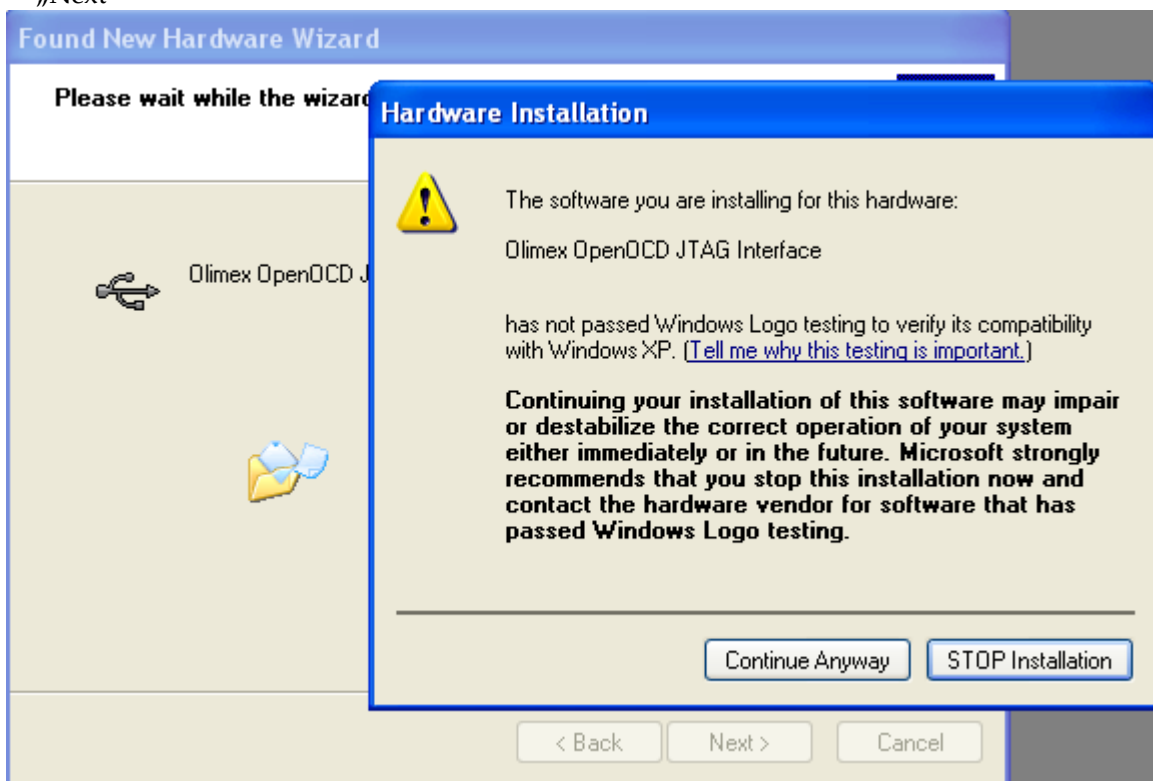 „Next"
Found New Hardware Wizard
Please wait while the wizard
Olimex OpenOCD J
Hardware Installation
The software you are installing for this hardware:
Olimex OpenOCD JTAG Interface
has not passed Windows Logo testing to verify its compatibility
with Windows XP. (Tell me why this testing is important.)
Continuing your installation of this software may impair
or destabilize the correct operation of your system
either immediately or in the future. Microsoft strongly
recommends that you stop this installation now and
contact the hardware vendor for software that has
passed Windows Logo testing.
Continue Anyway STOP Installation
< Back Next > Cancel